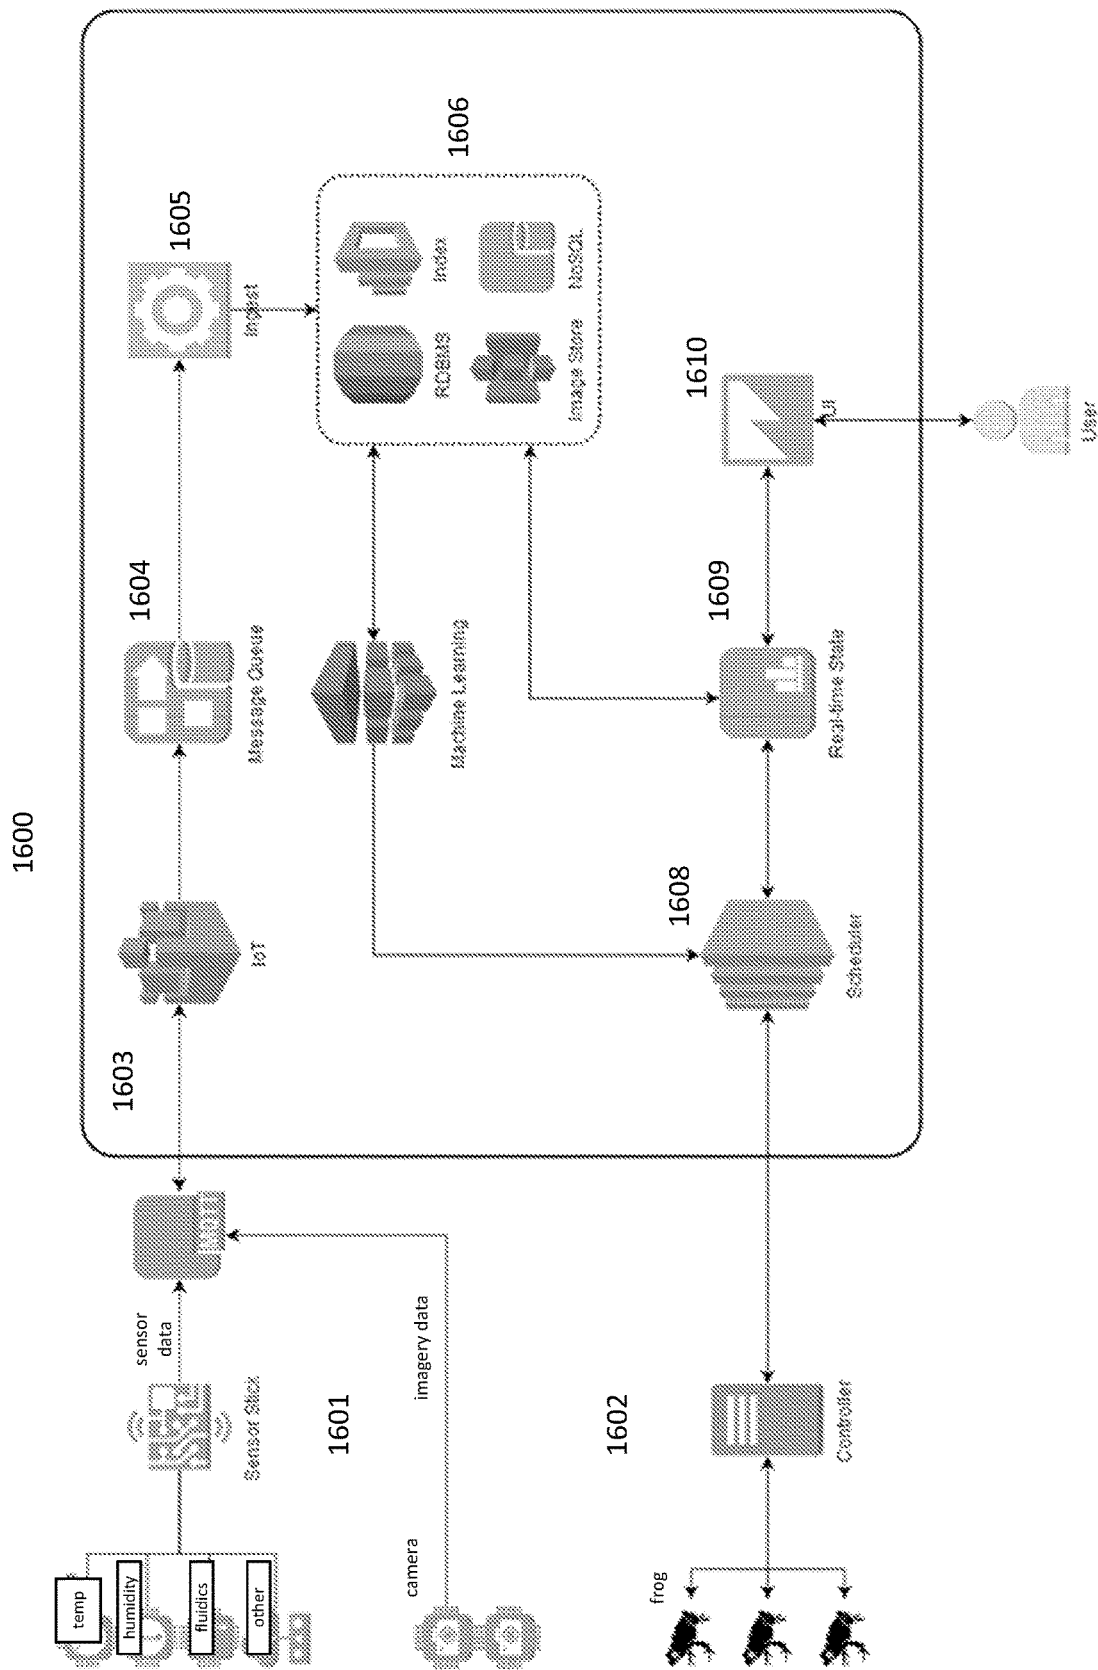 1600
temp
humidity
fluidics
other
Sensor Stick
sensor
data
1603
IoT
1604
Message Queue
1605
Ingest
1601
camera
imagery data
Machine Learning
1606
RDBMS
Index
Image Store
NoSQL
1602
frog
Controller
1608
Scheduler
1609
Real-time State
1610
UI
User